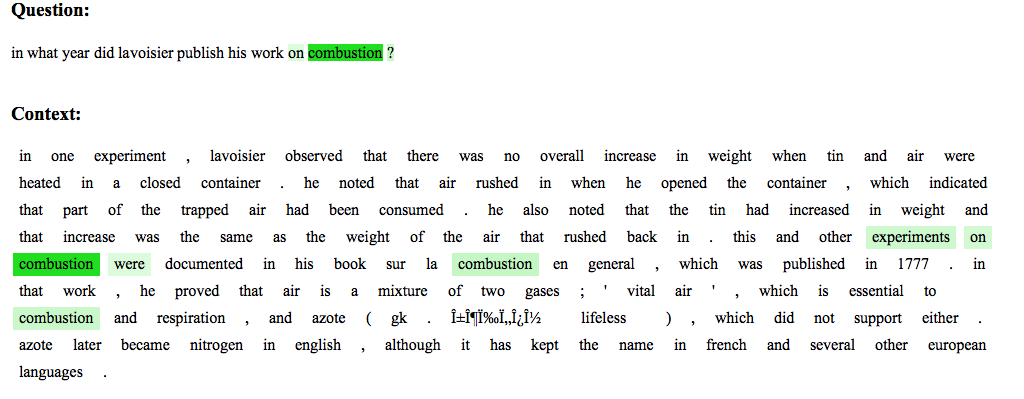 Question:
in what year did lavoisier publish his work on combustion ?
Context:
in one experiment , lavoisier observed that there was no overall increase in weight when tin and air were
heated in a closed container . he noted that air rushed in when he opened the container , which indicated
that part of the trapped air had been consumed . he also noted that the tin had increased in weight and
that increase was the same as the weight of the air that rushed back in . this and other experiments on
combustion were documented in his book sur la combustion en general , which was published in 1777 . in
that work , he proved that air is a mixture of two gases ; ' vital air ' , which is essential to
combustion and respiration , and azote ( gk . Î±Î¶Ï‰Ï„Î¿Î½ lifeless ) , which did not support either .
azote later became nitrogen in english , although it has kept the name in french and several other european
languages .